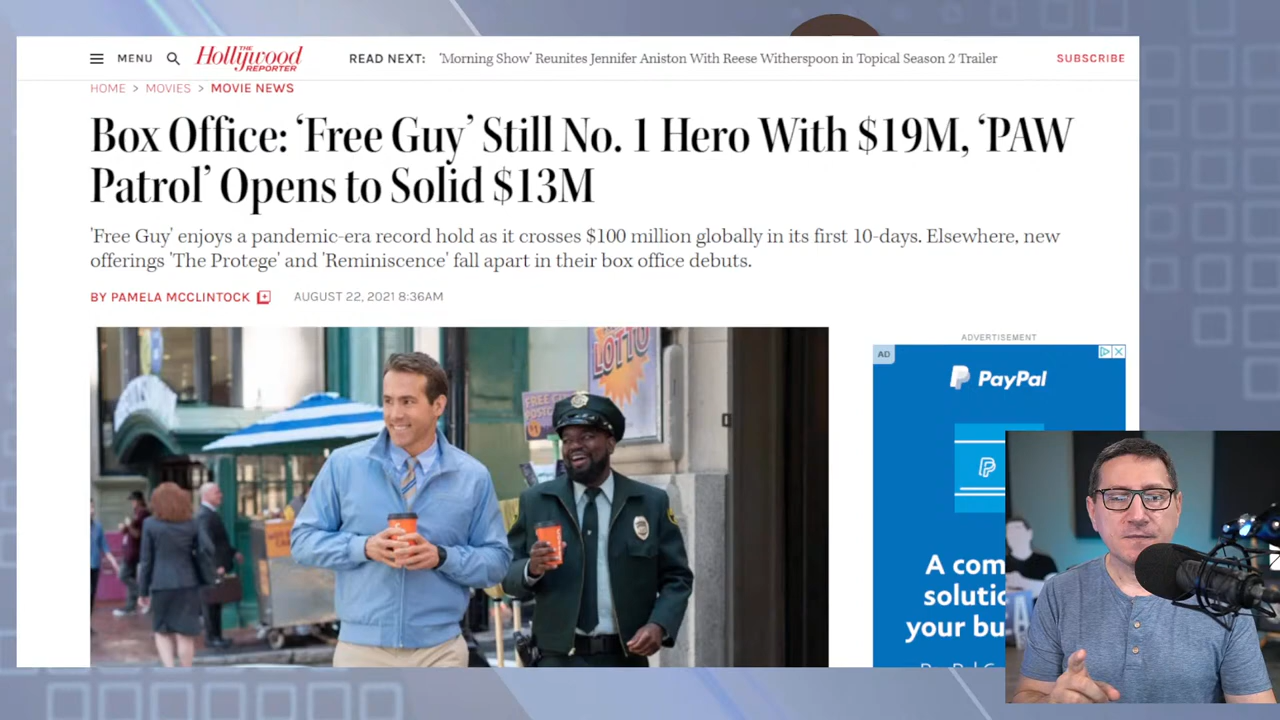 MENU
THE
Hollywood
REPORTER
READ NEXT: ‘Morning Show’ Reunites Jennifer Aniston With Reese Witherspoon in Topical Season 2 Trailer
SUBSCRIBE
HOME > MOVIES > MOVIE NEWS
Box Office: ‘Free Guy’ Still No. 1 Hero With $19M, ‘PAW
Patrol’ Opens to Solid $13M
'Free Guy' enjoys a pandemic-era record hold as it crosses $100 million globally in its first 10-days. Elsewhere, new
offerings 'The Protege' and 'Reminiscence' fall apart in their box office debuts.
BY PAMELA MCCLINTOCK
AUGUST 22, 2021 8:36AM
LOTTO
FREE CITY
ADVERTISEMENT
AD
PayPal
A com
solutio
your bu